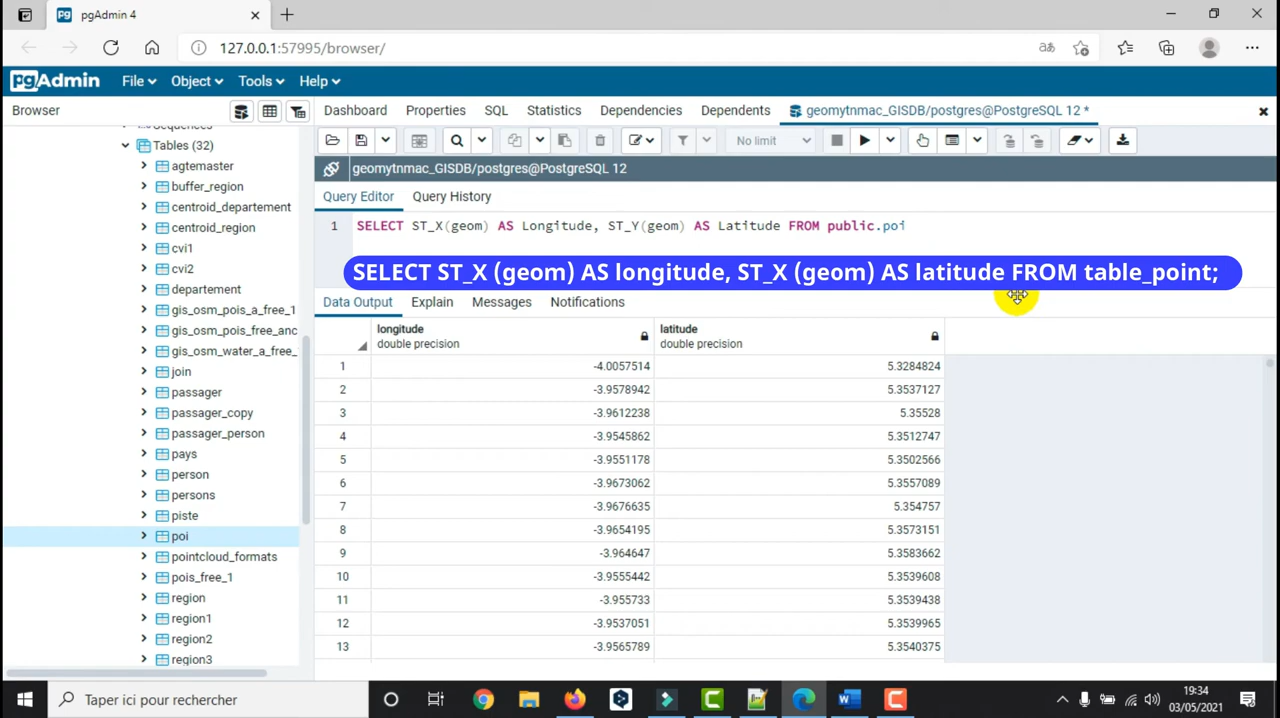 pgAdmin 4
127.0.0.1:57995/browser/
pgAdmin File Object Tools Help
Browser
Dashboard Properties SQL Statistics Dependencies Dependents geomytnmac_GISDB/postgres@PostgreSQL 12 *
No limit
geomytnmac_GISDB/postgres@PostgreSQL 12
Query Editor Query History
1 SELECT ST_X(geom) AS Longitude, ST_Y(geom) AS Latitude FROM public.poi
SELECT ST_X (geom) AS longitude, ST_X (geom) AS latitude FROM table_point;
Data Output Explain Messages Notifications
longitude latitude
double precision double precision
1 -4.0057514 5.3284824
2 -3.9578942 5.3537127
3 -3.9612238 5.35528
4 -3.9545862 5.3512747
5 -3.9551178 5.3502566
6 -3.9673062 5.3557089
7 -3.9676635 5.354757
8 -3.9654195 5.3573151
9 -3.964647 5.3583662
10 -3.9555442 5.3539608
11 -3.955733 5.3539438
12 -3.9537051 5.3539965
13 -3.9565789 5.3540375
Sequences
Tables (32)
agtemaster
buffer_region
centroid_departement
centroid_region
cvi1
cvi2
departement
gis_osm_pois_a_free_1
gis_osm_pois_free_anc
gis_osm_water_a_free_
join
passager
passager_copy
passager_person
pays
person
persons
piste
poi
pointcloud_formats
pois_free_1
region
region1
region2
region3
Taper ici pour rechercher
19:34
03/05/2021